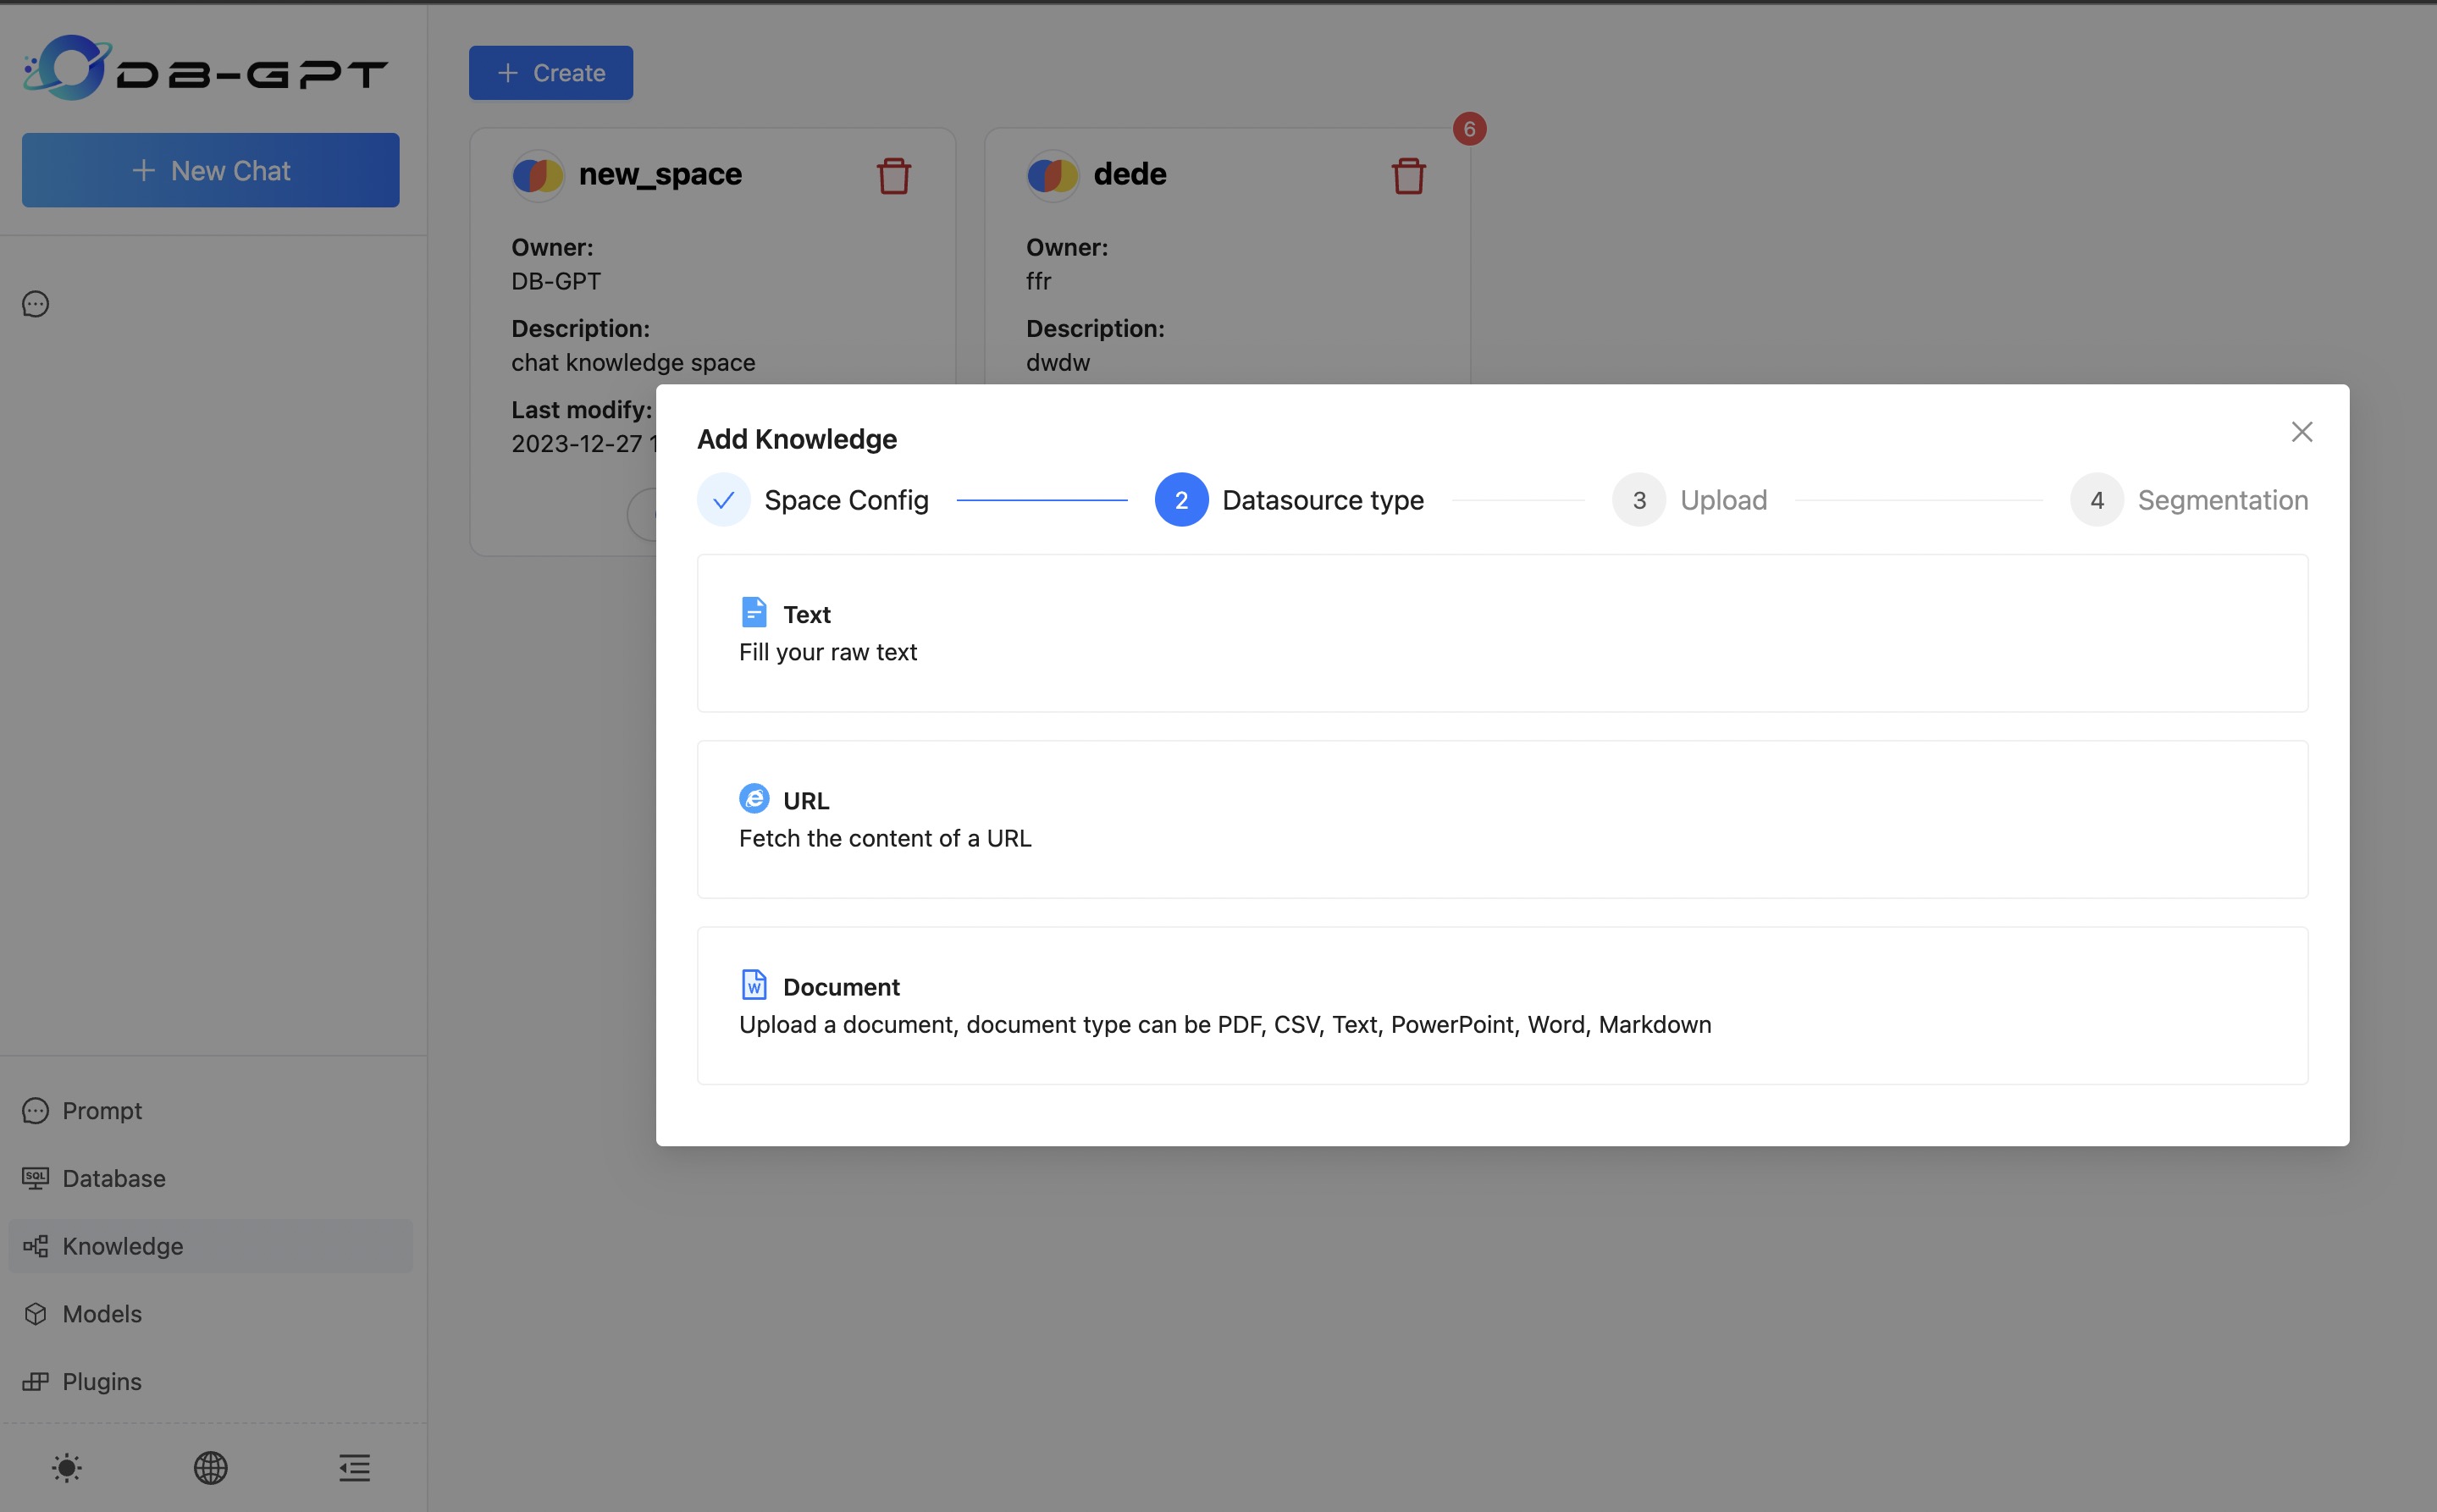 DB-GPT
+ New Chat
Prompt
Database
Knowledge
Models
Plugins
+ Create
new_space
Owner:
DB-GPT
Description:
chat knowledge space
Last modify:
2023-12-27 1
6
dede
Owner:
ffr
Description:
dwdw
Add Knowledge
Space Config
2 Datasource type
3 Upload
4 Segmentation
Text
Fill your raw text
URL
Fetch the content of a URL
Document
Upload a document, document type can be PDF, CSV, Text, PowerPoint, Word, Markdown